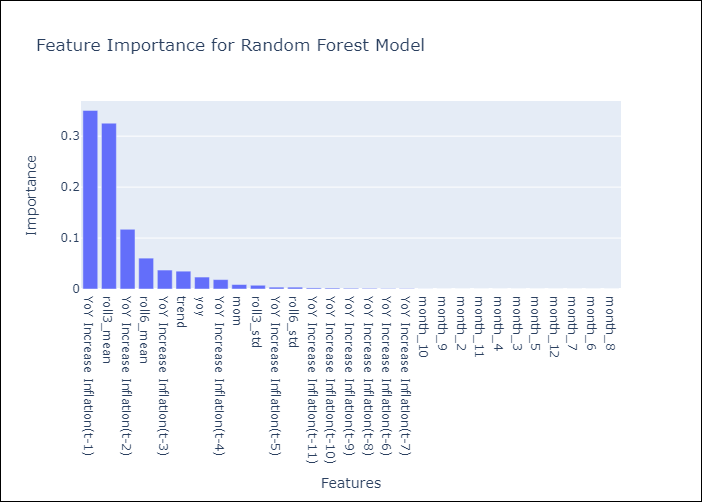 Feature Importance for Random Forest Model
Importance
0.3
0.2
0.1
0
YoY Increase Inflation(t-1)
roll3_mean
YoY Increase Inflation(t-2)
roll6_mean
YoY Increase Inflation(t-3)
trend
yoy
YoY Increase Inflation(t-4)
mom
roll3_std
YoY Increase Inflation(t-5)
roll6_std
YoY Increase Inflation(t-11)
YoY Increase Inflation(t-10)
YoY Increase Inflation(t-9)
YoY Increase Inflation(t-8)
YoY Increase Inflation(t-6)
YoY Increase Inflation(t-7)
month_10
month_9
month_2
month_11
month_4
month_3
month_5
month_12
month_7
month_6
month_8
Features